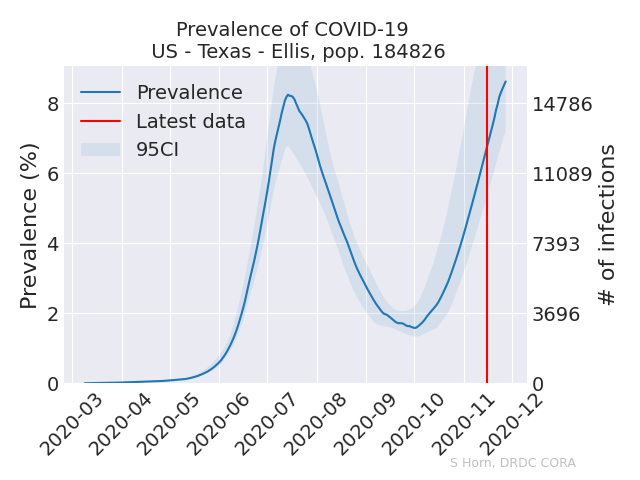 Prevalence of COVID-19
US - Texas - Ellis, pop. 184826
Prevalence
Latest data
95CI
Prevalence (%)
8
6
4
2
0
14786
11089
7393
3696
0
# of infections
2020-03
2020-04
2020-05
2020-06
2020-07
2020-08
2020-09
2020-10
2020-11
2020-12
S Horn, DRDC CORA